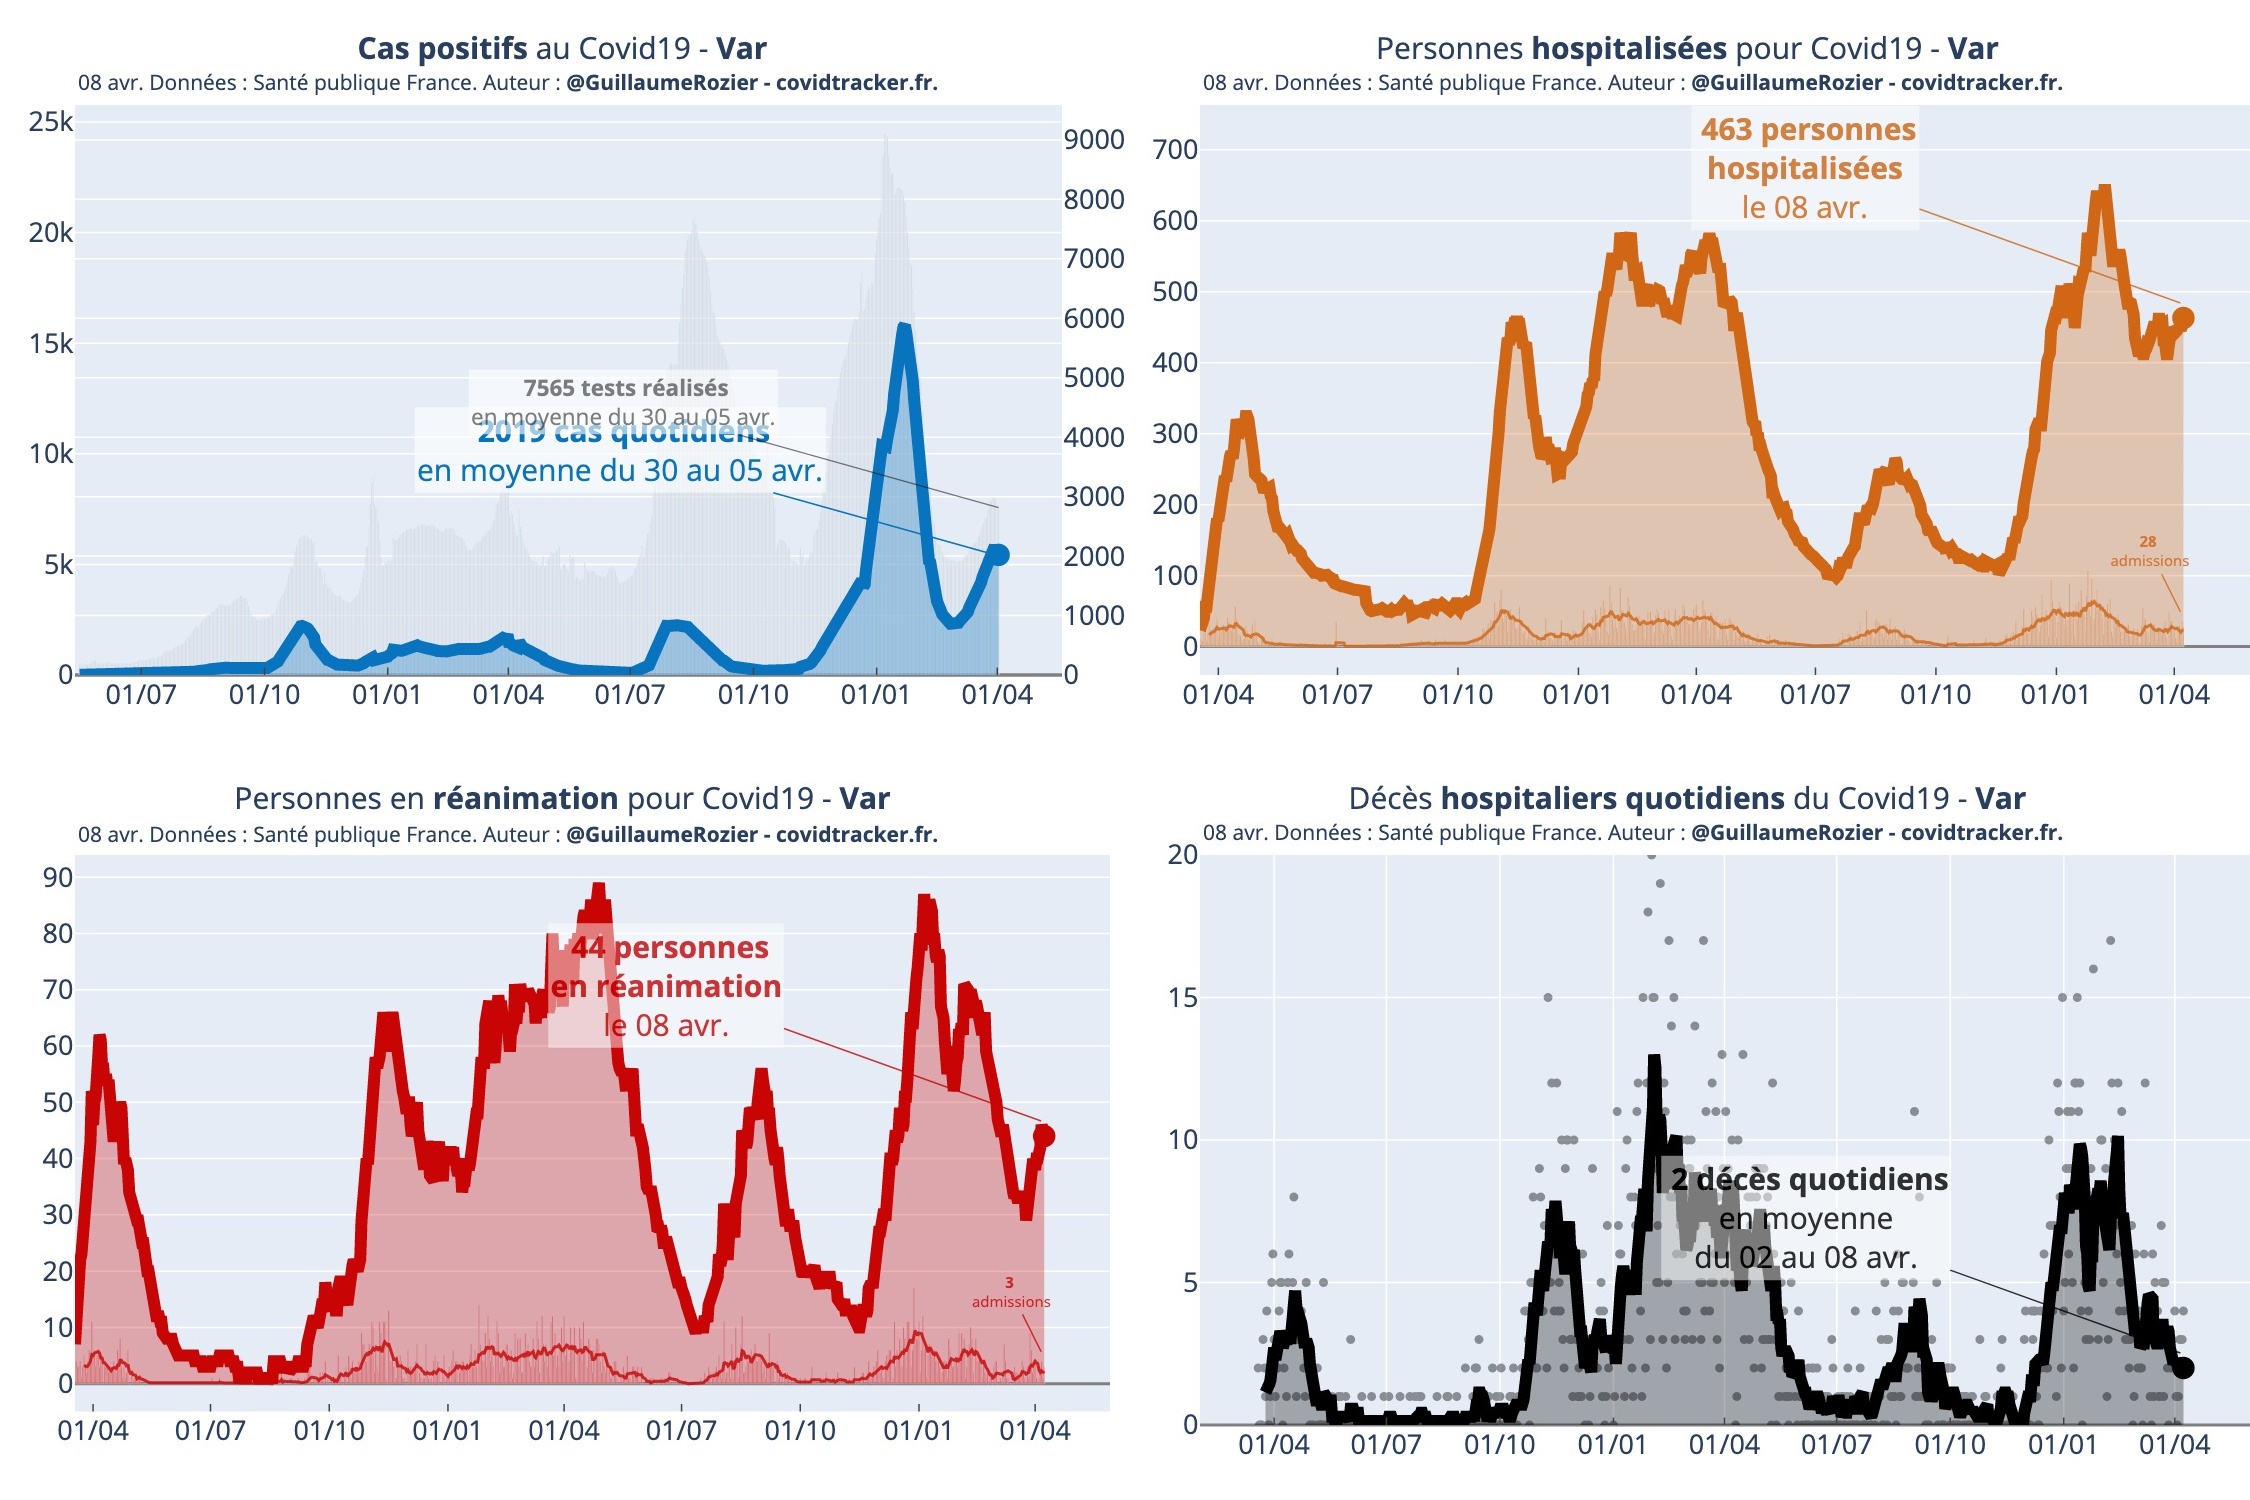 Cas positifs au Covid19 - Var
08 avr. Données : Santé publique France. Auteur : @GuillaumeRozier - covidtracker.fr.
25k
20k
15k
10k
5k
0
9000
8000
7000
6000
5000
4000
3000
2000
1000
0
7565 tests réalisés
en moyenne du 30 au 05 avr.
2019 cas quotidiens
en moyenne du 30 au 05 avr.
01/07 01/10 01/01 01/04 01/07 01/10 01/01 01/04
Personnes hospitalisées pour Covid19 - Var
08 avr. Données : Santé publique France. Auteur : @GuillaumeRozier - covidtracker.fr.
700
600
500
400
300
200
100
0
463 personnes
hospitalisées
le 08 avr.
28
admissions
01/04 01/07 01/10 01/01 01/04 01/07 01/10 01/01 01/04
Personnes en réanimation pour Covid19 - Var
08 avr. Données : Santé publique France. Auteur : @GuillaumeRozier - covidtracker.fr.
90
80
70
60
50
40
30
20
10
0
44 personnes
en réanimation
le 08 avr.
3
admissions
01/04 01/07 01/10 01/01 01/04 01/07 01/10 01/01 01/04
Décès hospitaliers quotidiens du Covid19 - Var
08 avr. Données : Santé publique France. Auteur : @GuillaumeRozier - covidtracker.fr.
20
15
10
5
0
2 décès quotidiens
en moyenne
du 02 au 08 avr.
01/04 01/07 01/10 01/01 01/04 01/07 01/10 01/01 01/04